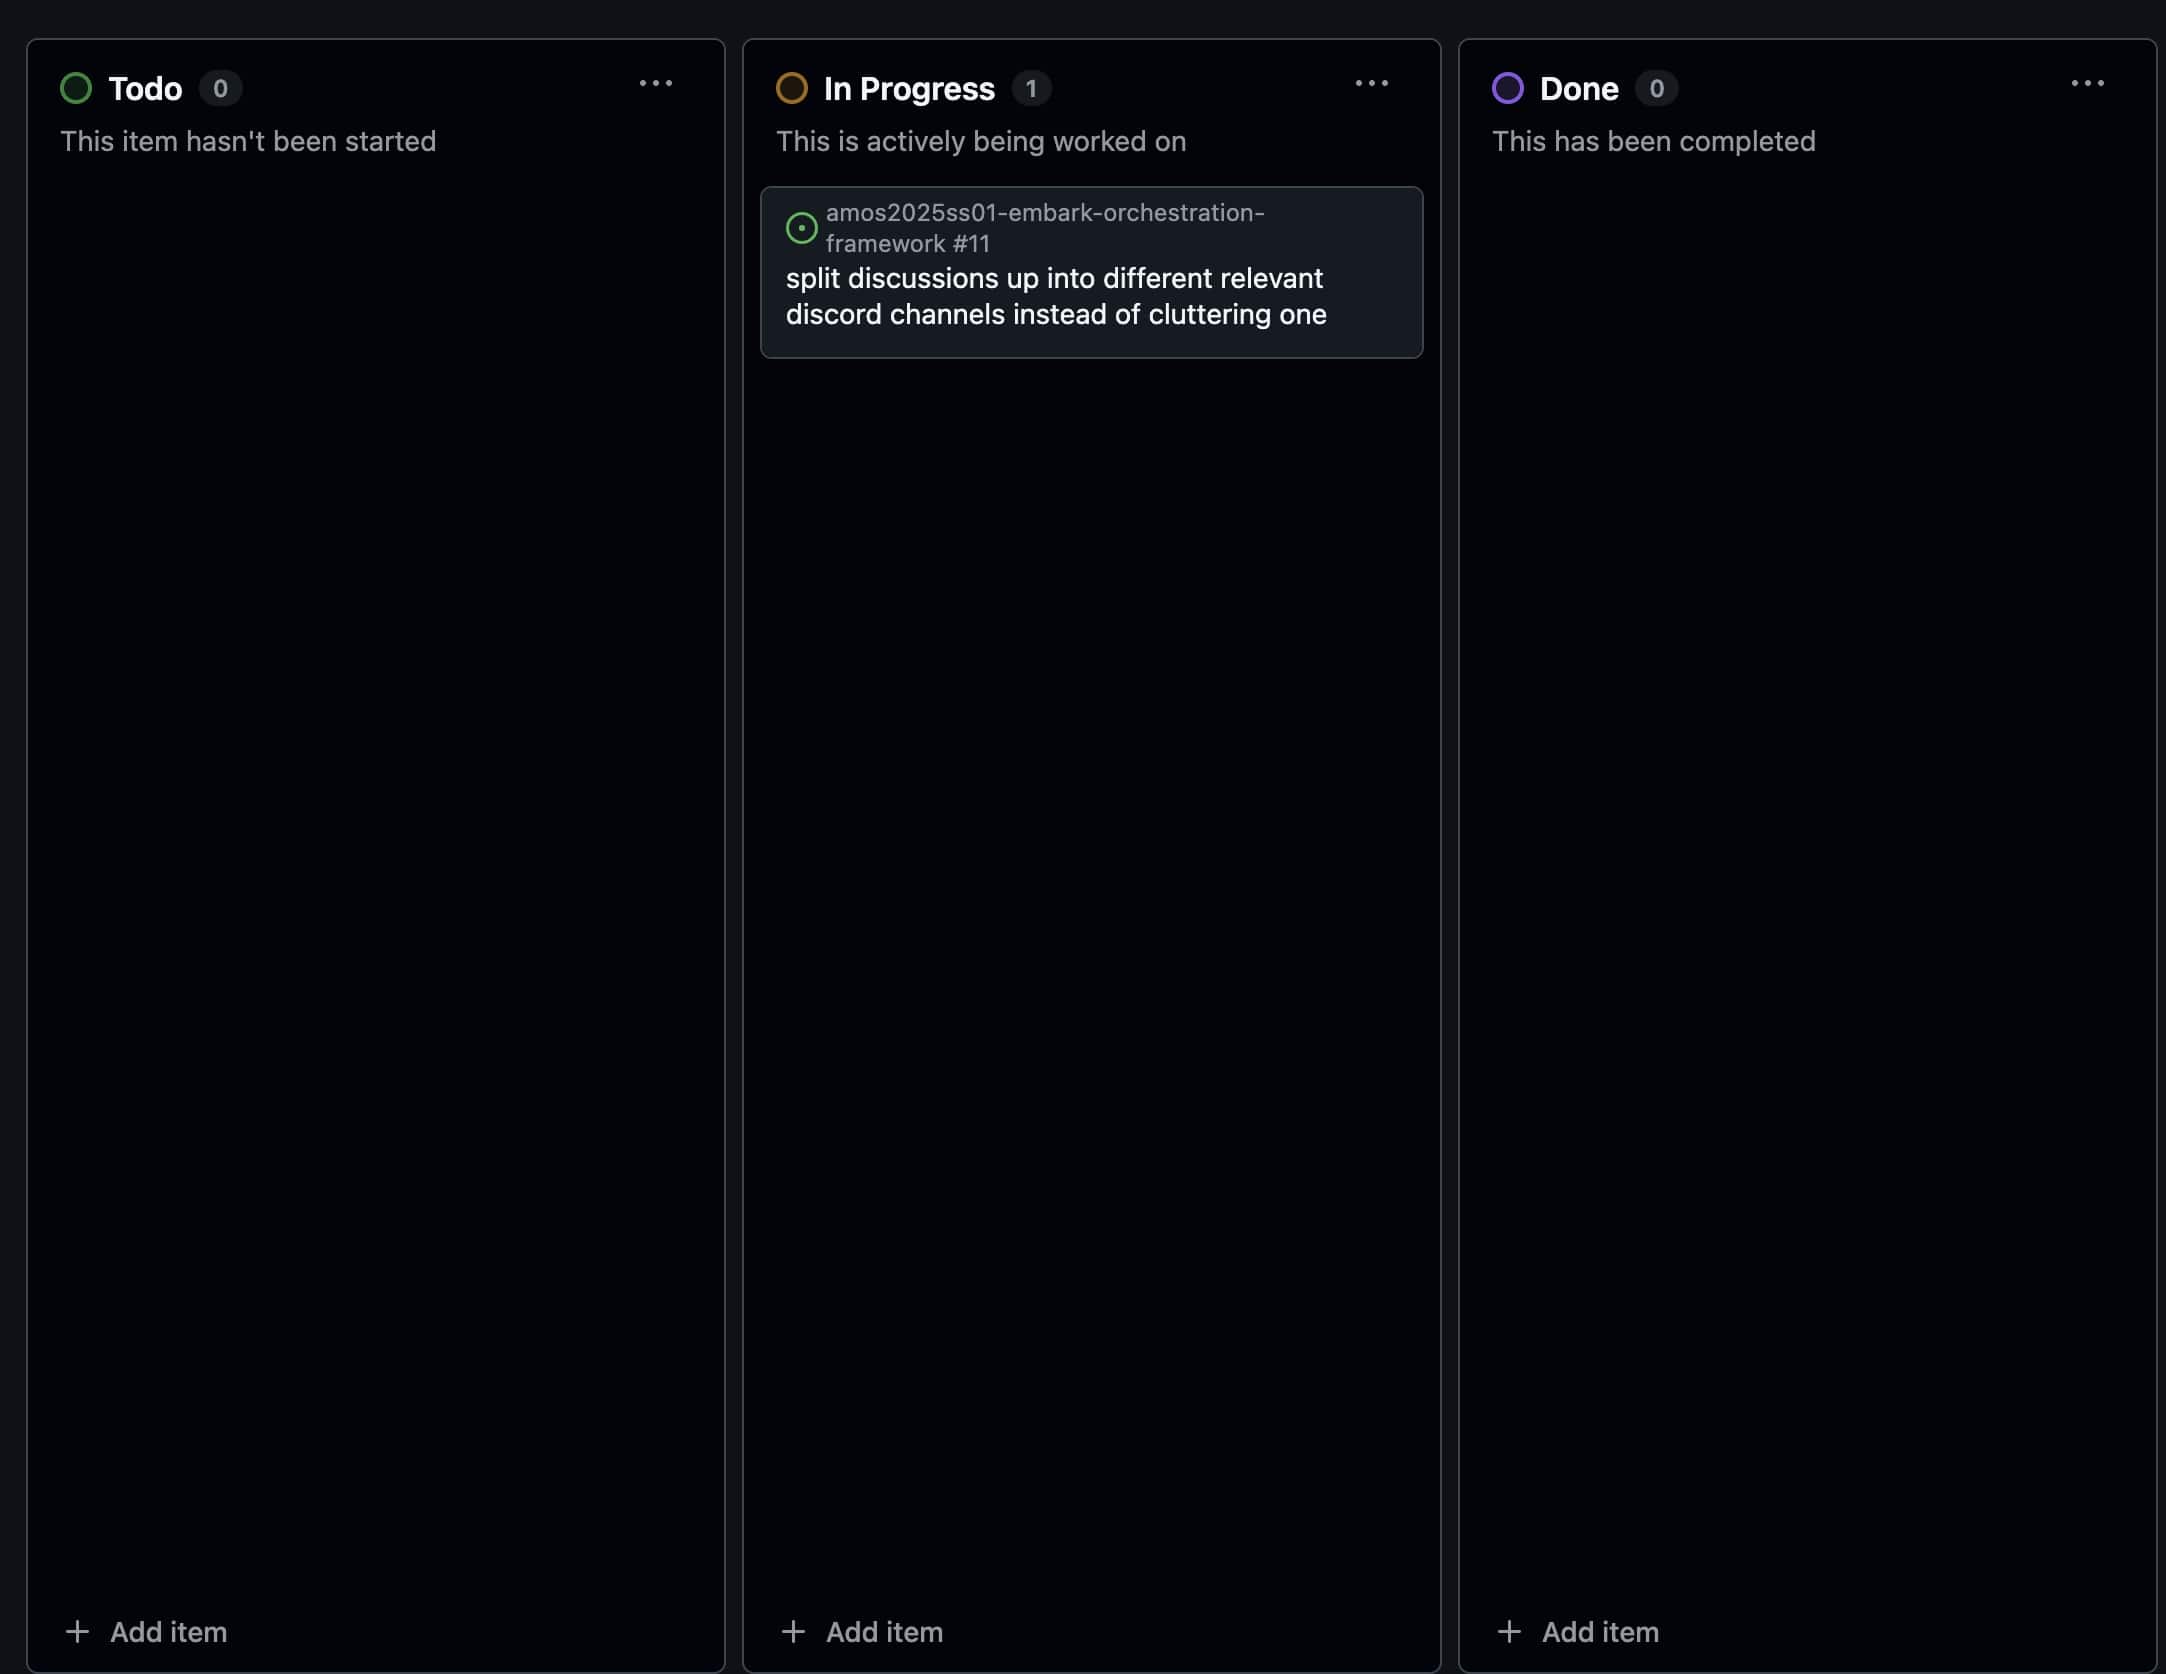 Todo 0
This item hasn't been started
Add item
In Progress 1
This is actively being worked on
amos2025ss01-embark-orchestration-
framework #11
split discussions up into different relevant
discord channels instead of cluttering one
Add item
Done 0
This has been completed
Add item